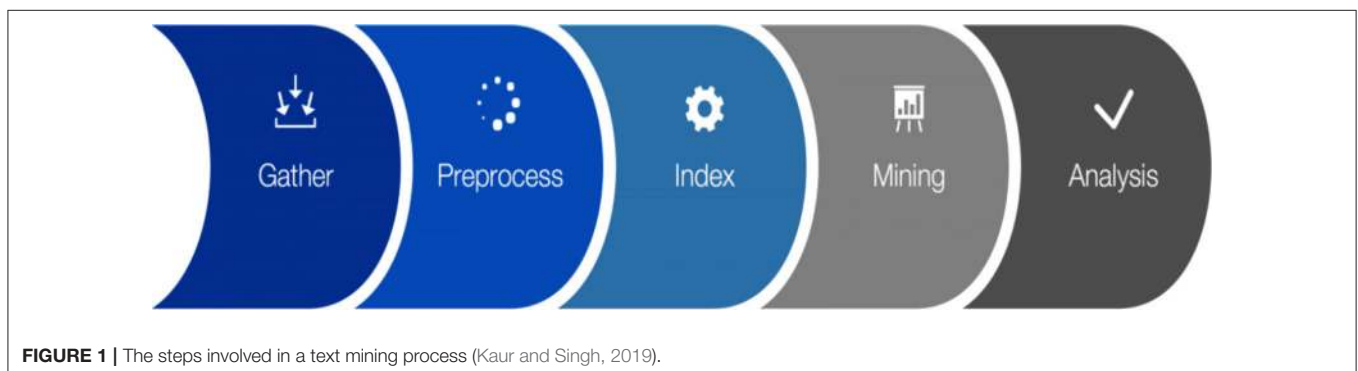 Gather Preprocess Index Mining Analysis
FIGURE 1 | The steps involved in a text mining process (Kaur and Singh, 2019).